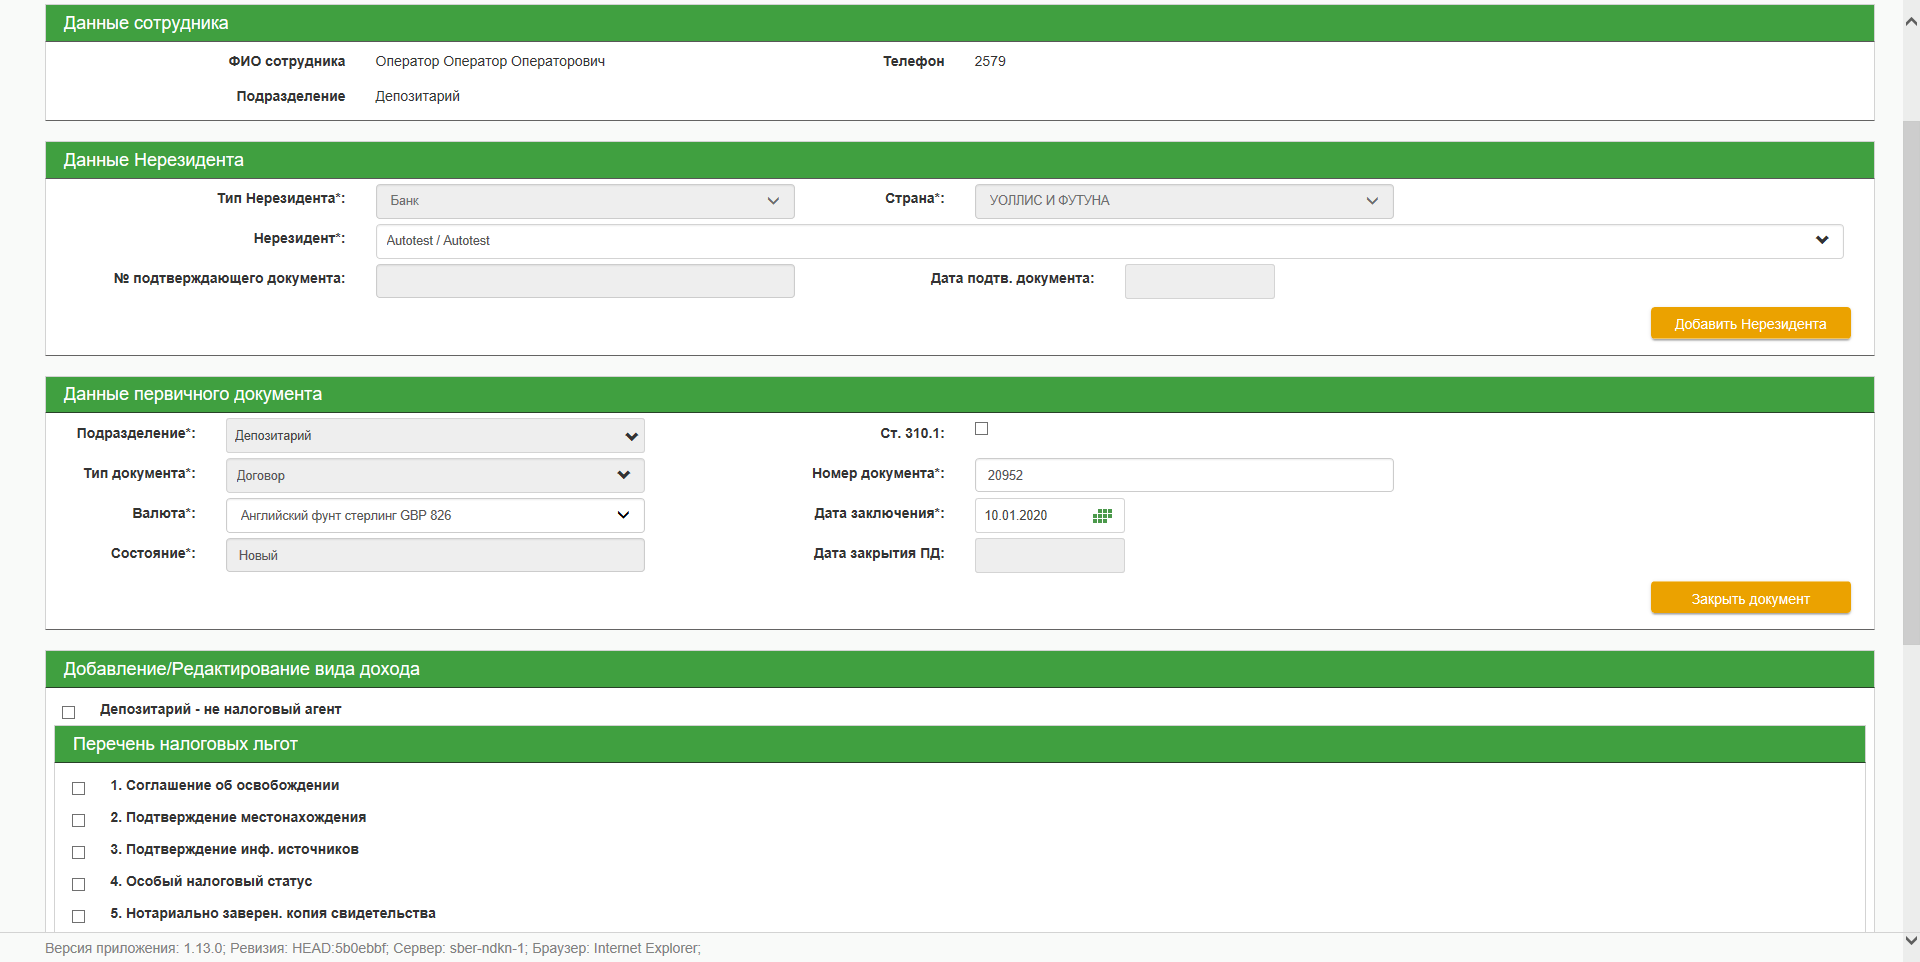 Данные сотрудника
ФИО сотрудника Оператор Оператор Операторович Телефон 2579
Подразделение Депозитарий
Данные Нерезидента
Тип Нерезидента*: Банк Страна*: УОЛЛИС И ФУТУНА
Нерезидент*: Autotest / Autotest
№ подтверждающего документа: Дата подтв. документа:
Добавить Нерезидента
Данные первичного документа
Подразделение*: Депозитарий Ст. 310.1:
Тип документа*: Договор Номер документа*: 20952
Валюта*: Английский фунт стерлинг GBP 826 Дата заключения*: 10.01.2020
Состояние*: Новый Дата закрытия ПД:
Закрыть документ
Добавление/Редактирование вида дохода
Депозитарий - не налоговый агент
Перечень налоговых льгот
1. Соглашение об освобождении
2. Подтверждение местонахождения
3. Подтверждение инф. источников
4. Особый налоговый статус
5. Нотариально заверен. копия свидетельства
Версия приложения: 1.13.0; Ревизия: HEAD:5b0ebbf; Сервер: sber-ndkn-1; Браузер: Internet Explorer;